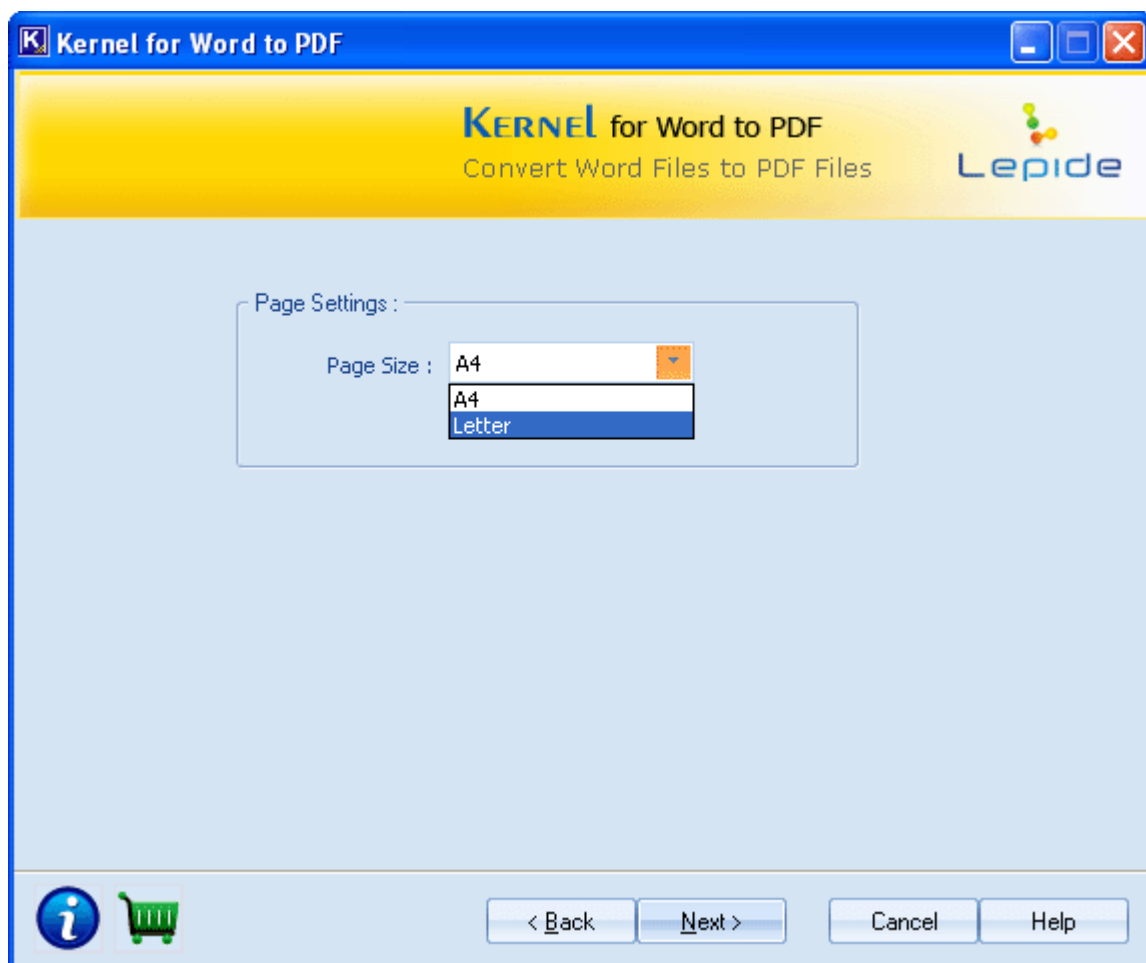 K Kernel for Word to PDF
KERNEl for Word to PDF
Convert Word Files to PDF Files
Lepide
Page Settings :
Page Size : A4
A4
Letter
i
< Back Next > Cancel Help